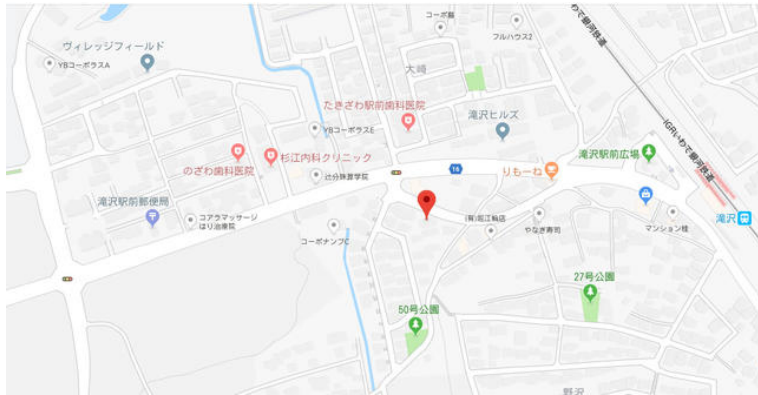 コーポ藤
フルハウス2
IGRいわて銀河鉄道
ヴィレッジフィールド
YBコーポラスA
大崎
たきざわ駅前歯科医院
滝沢ヒルズ
YBコーポラスE
杉江内科クリニック
のざわ歯科医院
滝沢駅前広場
IGRいわて銀河鉄道
16
りもーね
辻分珠算学院
滝沢駅前郵便局
コアラマッサージ
はり治療院
(有)堀江輪店
やなぎ寿司
マンション桂
滝沢
コーポナンブC
27号公園
50号公園
野沢